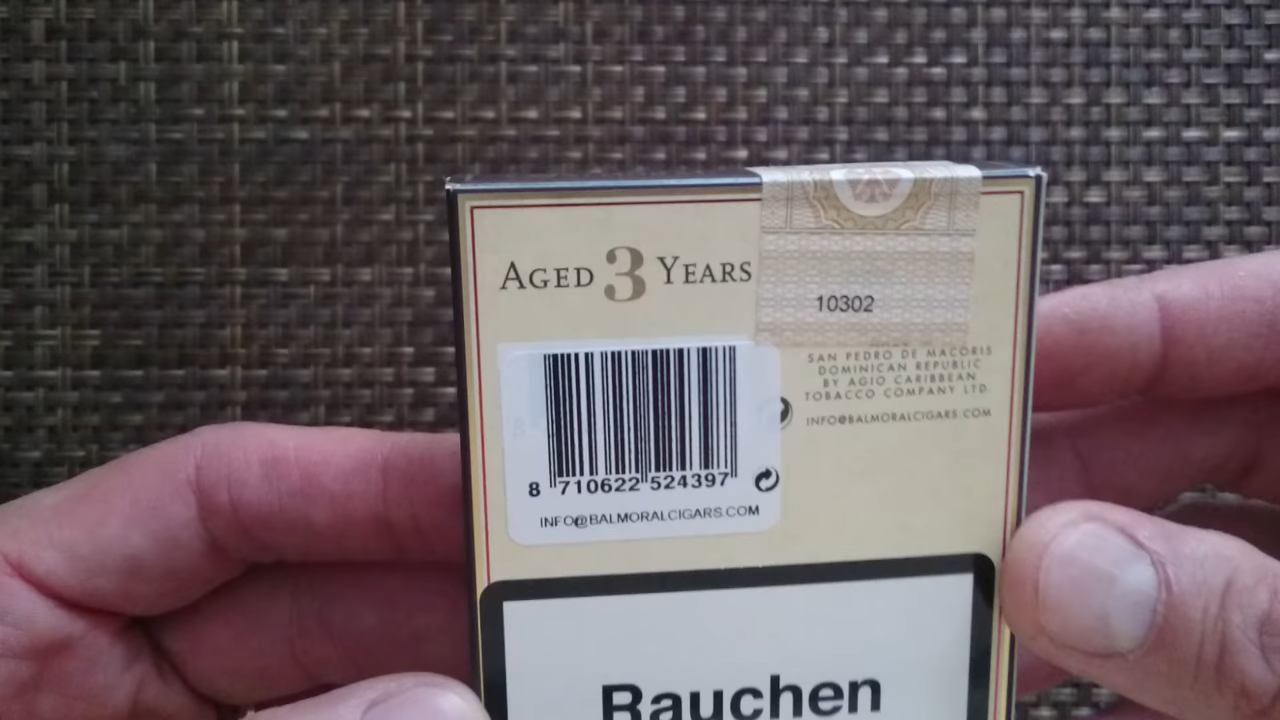 AGED 3 YEARS
10302
SAN PEDRO DE MACORIS
DOMINICAN REPUBLIC
BY AGIO CARIBBEAN
TOBACCO COMPANY LTD.
INFO@BALMORALCIGARS.COM
8 710622 524397
INFO@BALMORALCIGARS.COM
Rauchen